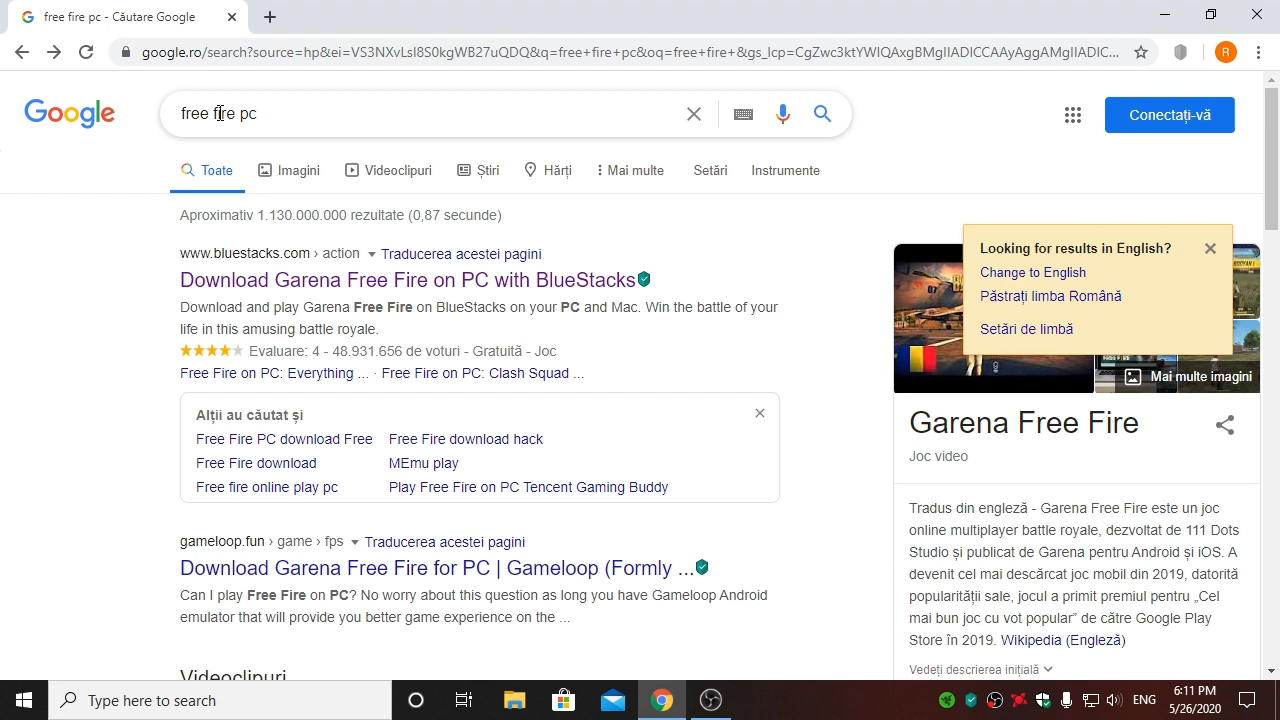 free fire pc - Căutare Google
google.ro/search?source=hp&ei=VS3NXvLsI8S0kgWB27uQDQ&q=free+fire+pc&oq=free+fire+&gs_lcp=CgZwc3ktYWIQAxgBMgIIADICCAAyAggAMgIIADIC...
R
Google
free fire pc
Conectați-vă
Toate
Imagini
Videoclipuri
Știri
Hărți
Mai multe
Setări
Instrumente
Aproximativ 1.130.000.000 rezultate (0,87 secunde)
www.bluestacks.com › action Traducerea acestei pagini
Download Garena Free Fire on PC with BlueStacks
Download and play Garena Free Fire on BlueStacks on your PC and Mac. Win the battle of your
life in this amusing battle royale.
Evaluare: 4 - 48.931.656 de voturi - Gratuită - Joc
Free Fire on PC: Everything ... · Free Fire on PC: Clash Squad ...
Alții au căutat și
Free Fire PC download Free Free Fire download hack
Free Fire download MEmu play
Free fire online play pc Play Free Fire on PC Tencent Gaming Buddy
gameloop.fun › game › fps Traducerea acestei pagini
Download Garena Free Fire for PC | Gameloop (Formly ...
Can I play Free Fire on PC? No worry about this question as long you have Gameloop Android
emulator that will provide you better game experience on the ...
Videoclipuri
Looking for results in English?
Change to English
Păstrați limba Română
Setări de limbă
Mai multe imagini
Garena Free Fire
Joc video
Tradus din engleză - Garena Free Fire este un joc
online multiplayer battle royale, dezvoltat de 111 Dots
Studio și publicat de Garena pentru Android și iOS. A
devenit cel mai descărcat joc mobil din 2019, datorită
popularității sale, jocul a primit premiul pentru „Cel
mai bun joc cu vot popular” de către Google Play
Store în 2019. Wikipedia (Engleză)
Vedeți descrierea inițială
Type here to search
ENG
6:11 PM
5/26/2020